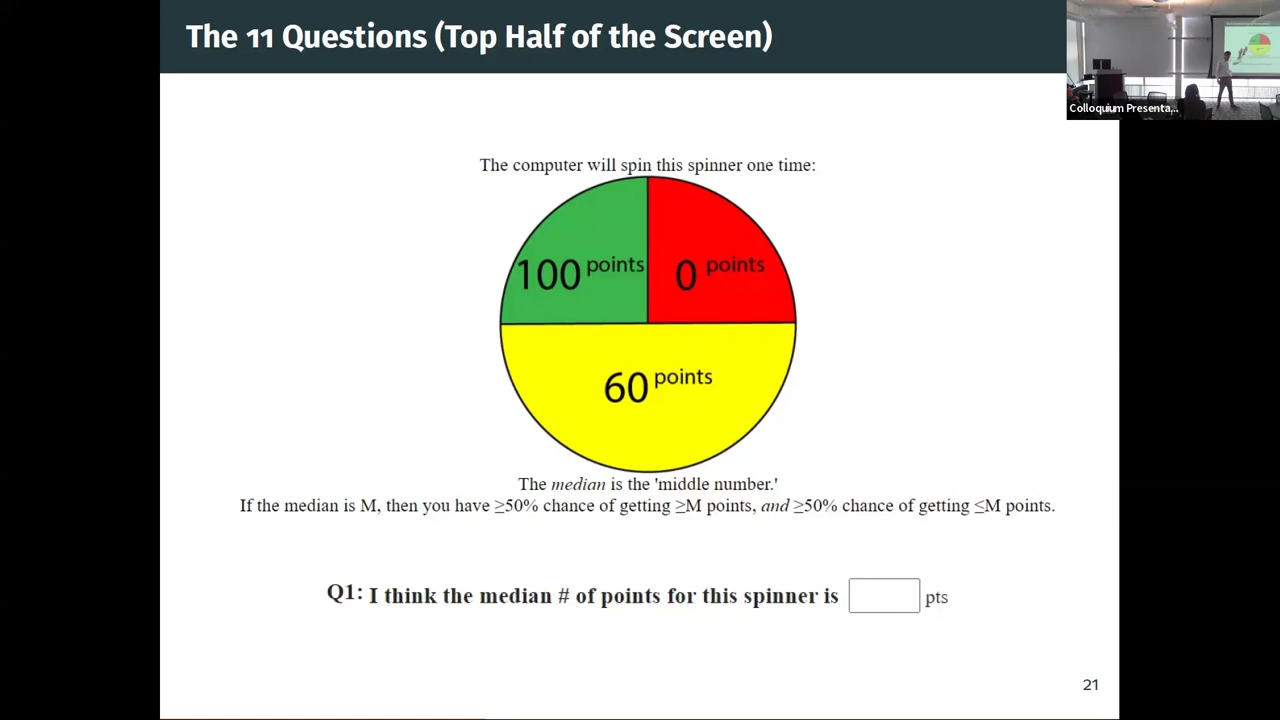 The 11 Questions (Top Half of the Screen)
Colloquium Presenta...
The computer will spin this spinner one time:
100 points
0 points
60 points
The median is the 'middle number.'
If the median is M, then you have ≥50% chance of getting ≥M points, and ≥50% chance of getting ≤M points.
Q1: I think the median # of points for this spinner is pts
21